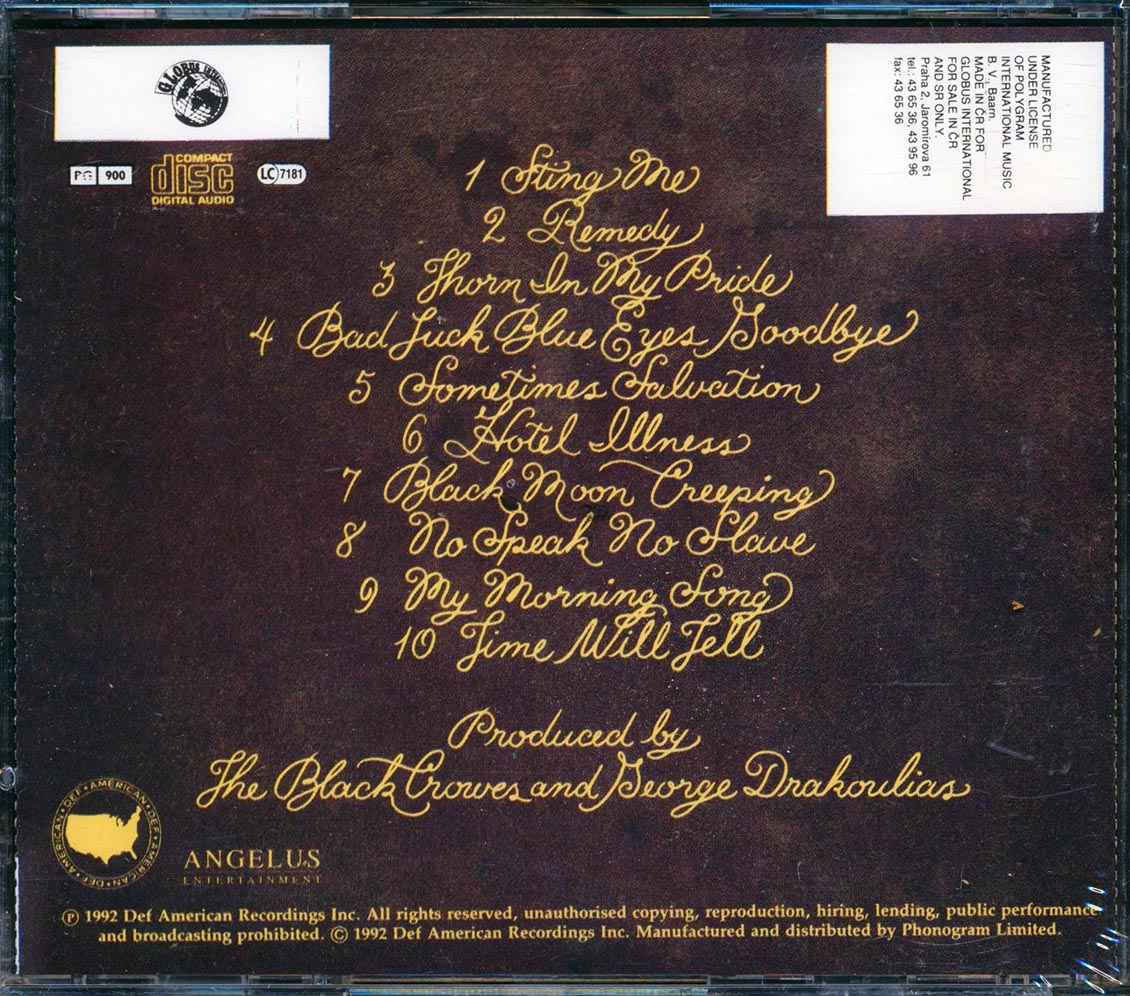 GLOBUS
MANUFACTURED
UNDER LICENSE
OF POLYGRAM
INTERNATIONAL MUSIC
B. V. Baarn.
MADE IN ČR FOR
GLOBUS INTERNATIONAL
FOR SALE IN ČR
AND SR ONLY.
Praha 2, Jaromírova 61
tel.: 43 65 36, 43 95 96
fax: 43 65 36
PG 900
COMPACT
disc
DIGITAL AUDIO
LC 7181
1 Sting Me
2 Remedy
3 Thorn In My Pride
4 Bad Luck Blue Eyes Goodbye
5 Sometimes Salvation
6 Hotel Illness
7 Black Moon Creeping
8 No Speak No Slave
9 My Morning Song
10 Time Will Tell
Produced by
The Black Crowes and George Drakoulias
DEF • AMERICAN • DEF • AMERICAN • DEF • AMERICAN
ANGELUS
ENTERTAINMENT
℗ 1992 Def American Recordings Inc. All rights reserved, unauthorised copying, reproduction, hiring, lending, public performance
and broadcasting prohibited. © 1992 Def American Recordings Inc. Manufactured and distributed by Phonogram Limited.